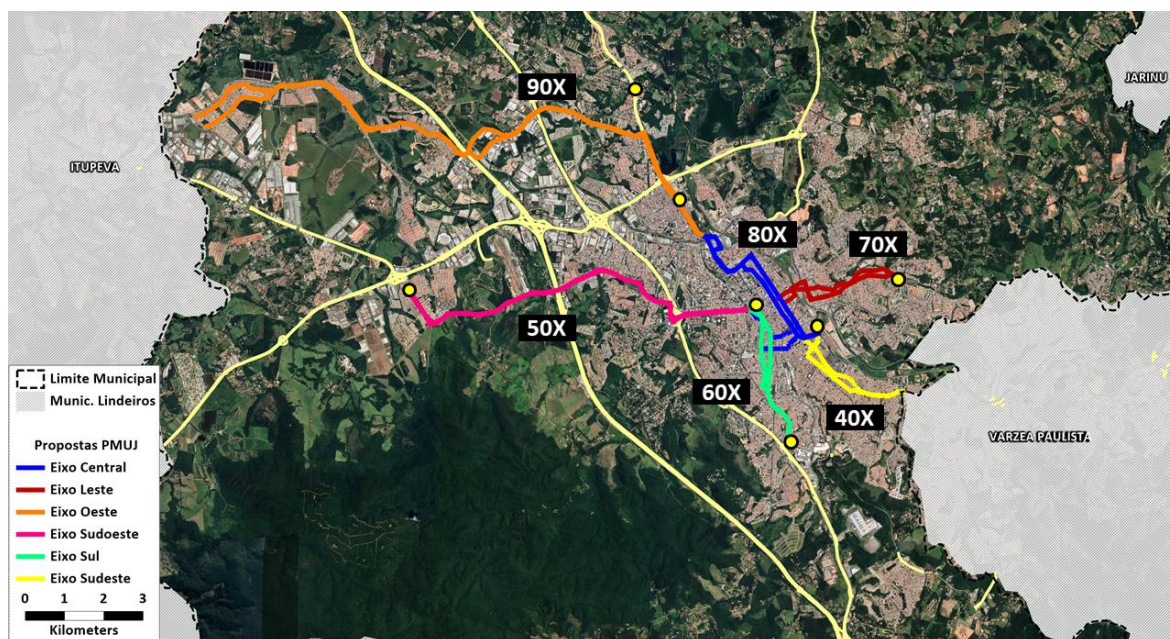 90X
JARINU
ITUPEVA
80X
70X
50X
60X
40X
VARZEA PAULISTA
Limite Municipal
Munic. Lindeiros
Propostas PMUJ
Eixo Central
Eixo Leste
Eixo Oeste
Eixo Sudoeste
Eixo Sul
Eixo Sudeste
0 1 2 3
Kilometers